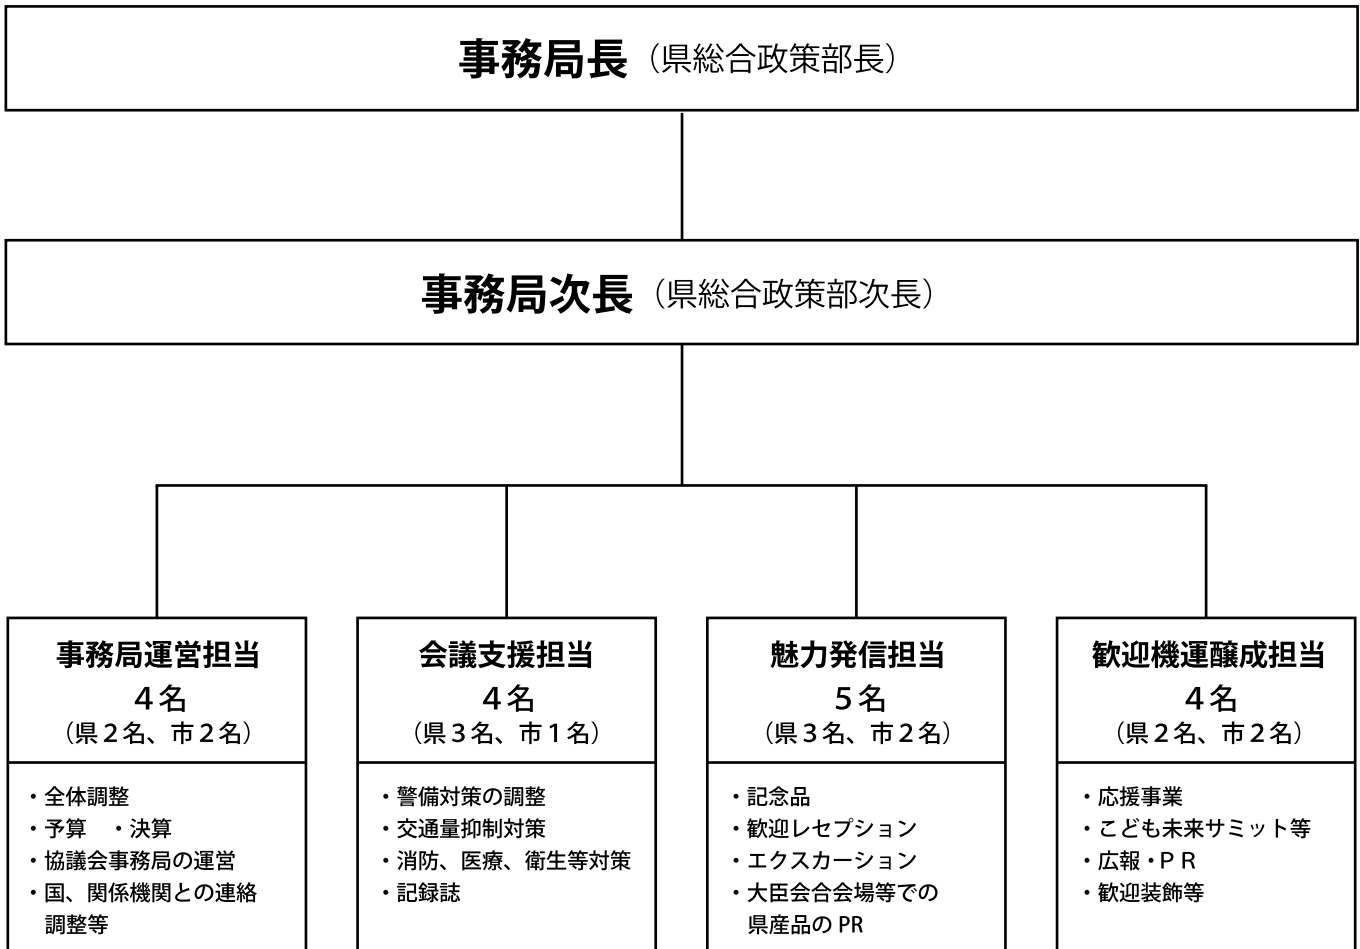 事務局長（県総合政策部長）
事務局次長（県総合政策部次長）
事務局運営担当
４名
（県２名、市２名）
・全体調整
・予算　・決算
・協議会事務局の運営
・国、関係機関との連絡
調整等
会議支援担当
４名
（県３名、市１名）
・警備対策の調整
・交通量抑制対策
・消防、医療、衛生等対策
・記録誌
魅力発信担当
５名
（県３名、市２名）
・記念品
・歓迎レセプション
・エクスカーション
・大臣会合会場等での
県産品の PR
歓迎機運醸成担当
４名
（県２名、市２名）
・応援事業
・こども未来サミット等
・広報・ＰＲ
・歓迎装飾等